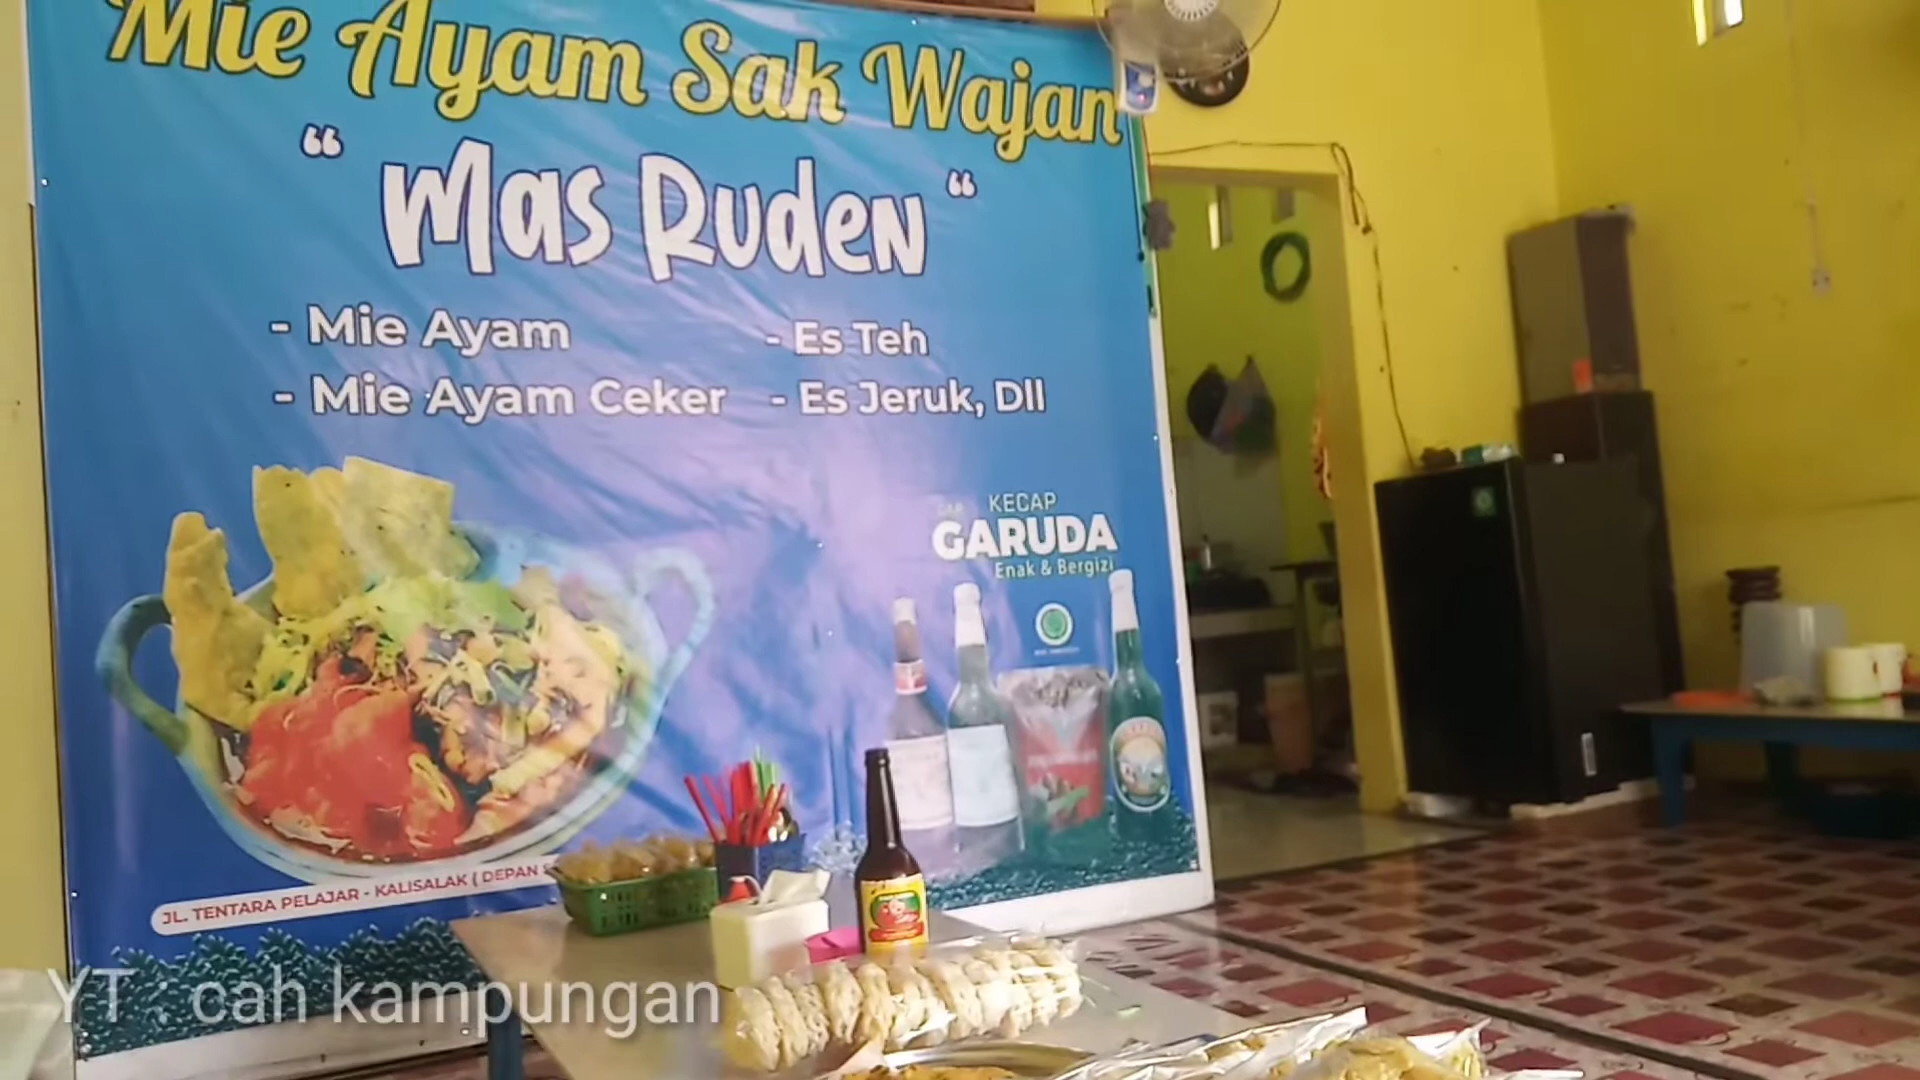 Mie Ayam Sak Wajan
“ Mas Ruden “
- Mie Ayam
- Mie Ayam Ceker
- Es Teh
- Es Jeruk, Dll
KECAP
GARUDA
Enak & Bergizi
JL. TENTARA PELAJAR - KALISALAK ( DEPAN
YT : cah kampungan